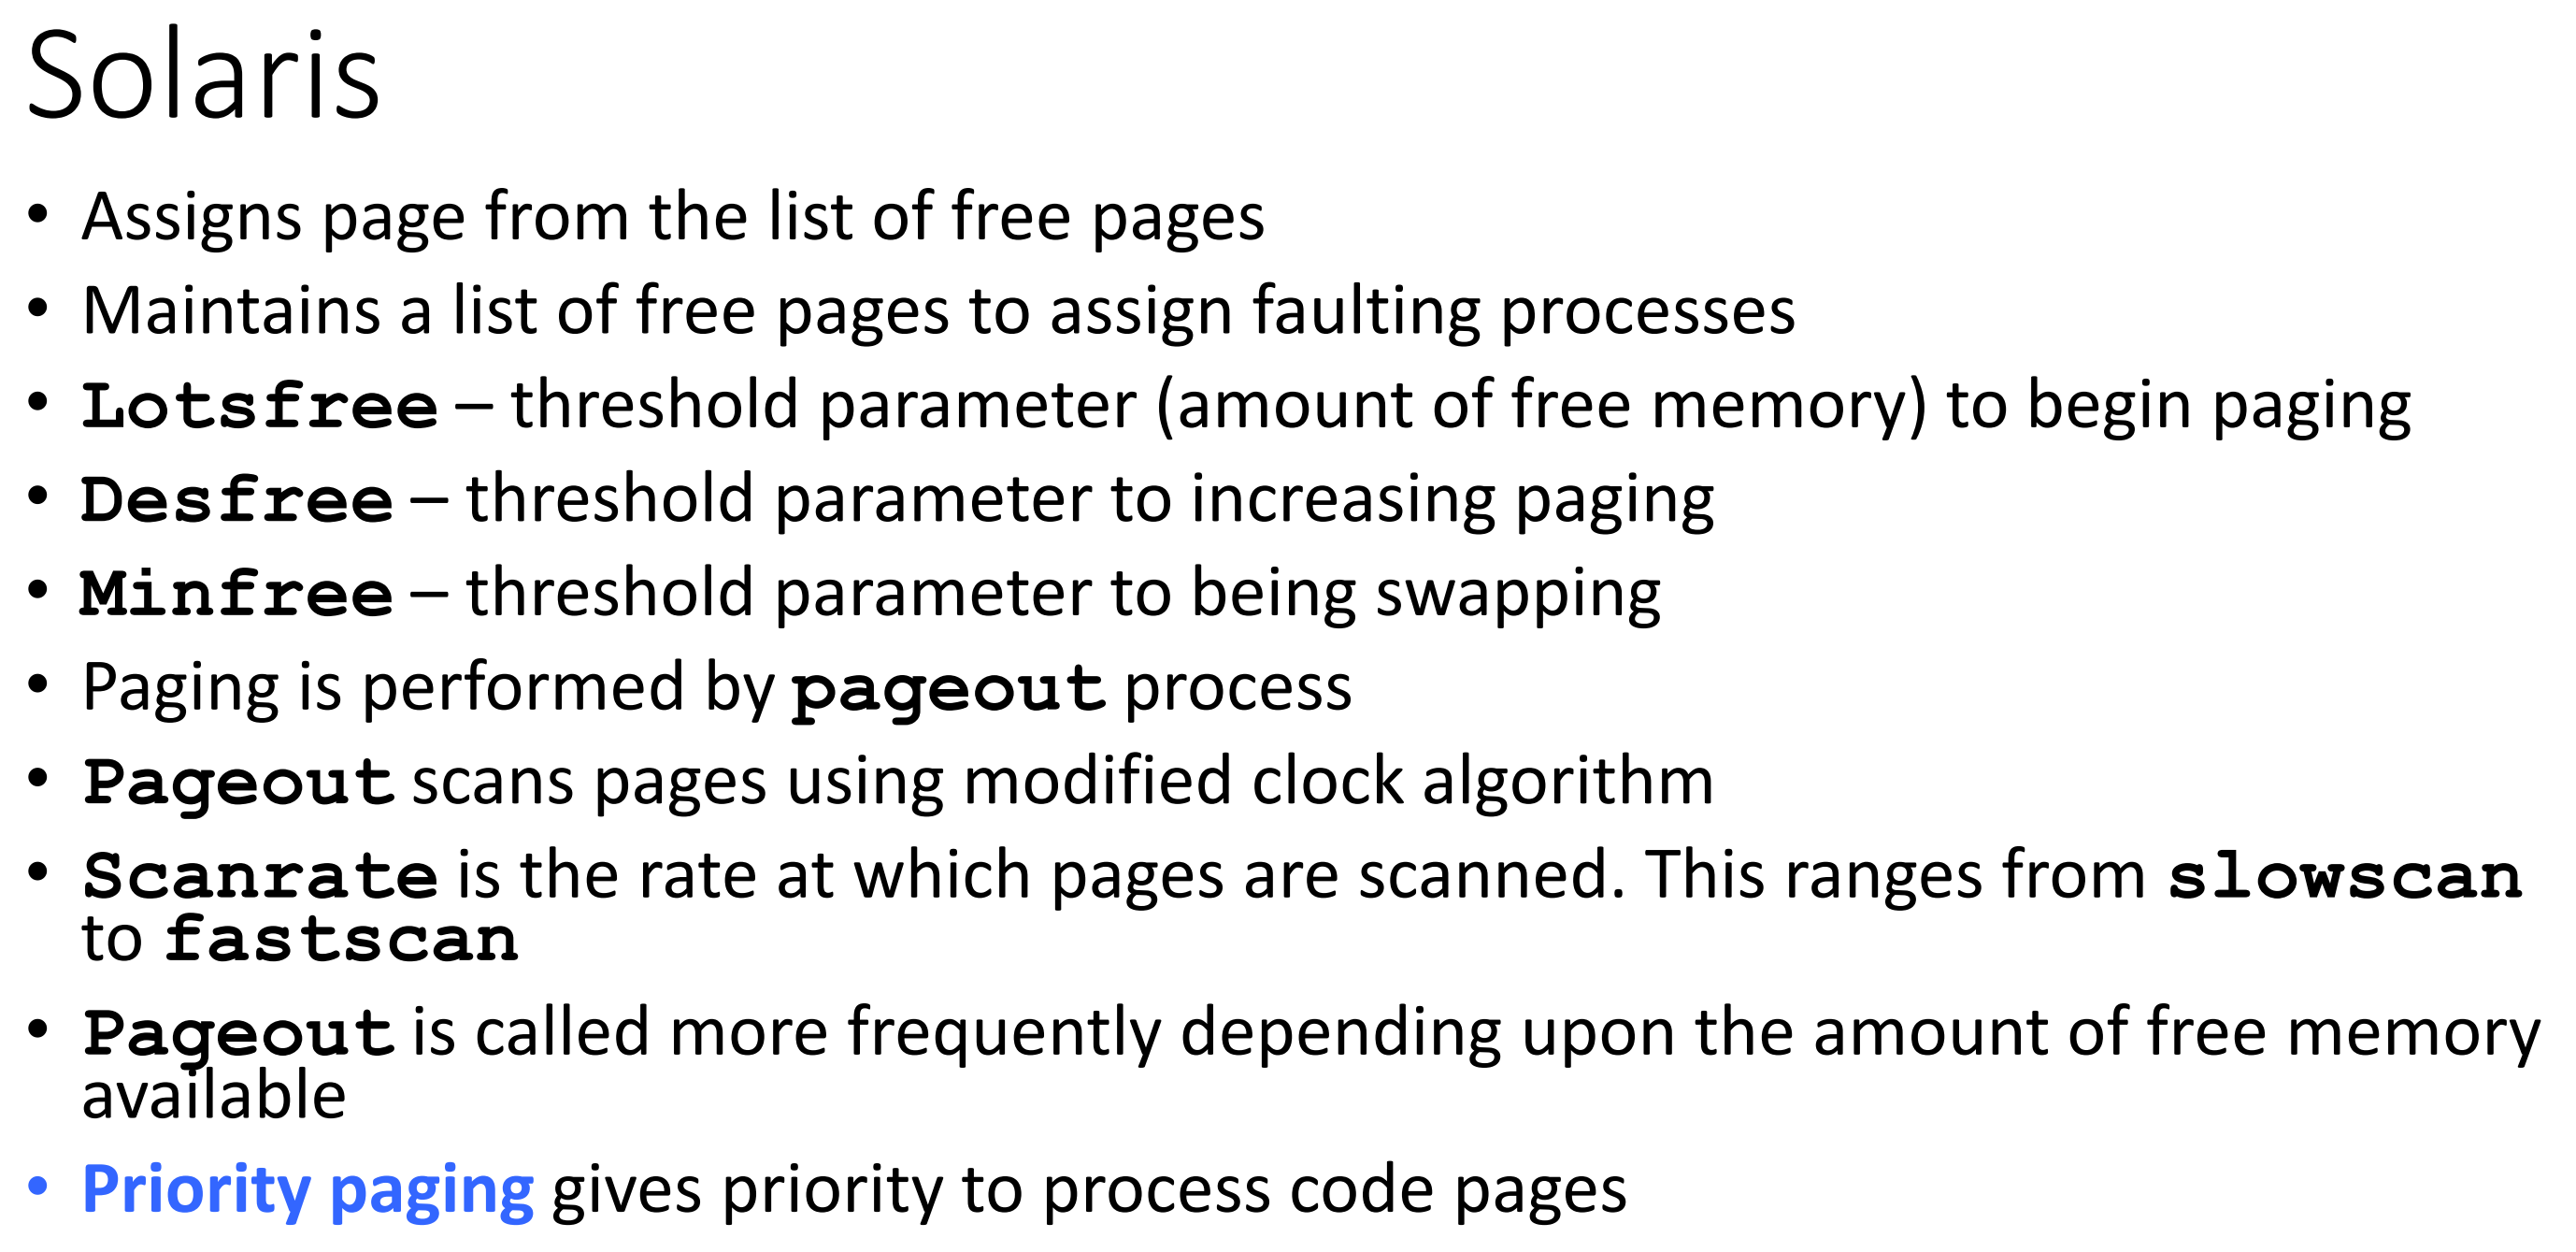 Solaris
• Assigns page from the list of free pages
• Maintains a list of free pages to assign faulting processes
• Lotsfree – threshold parameter (amount of free memory) to begin paging
• Desfree – threshold parameter to increasing paging
• Minfree – threshold parameter to being swapping
• Paging is performed by pageout process
• Pageout scans pages using modified clock algorithm
• Scanrate is the rate at which pages are scanned. This ranges from slowscan
to fastscan
• Pageout is called more frequently depending upon the amount of free memory
available
• Priority paging gives priority to process code pages